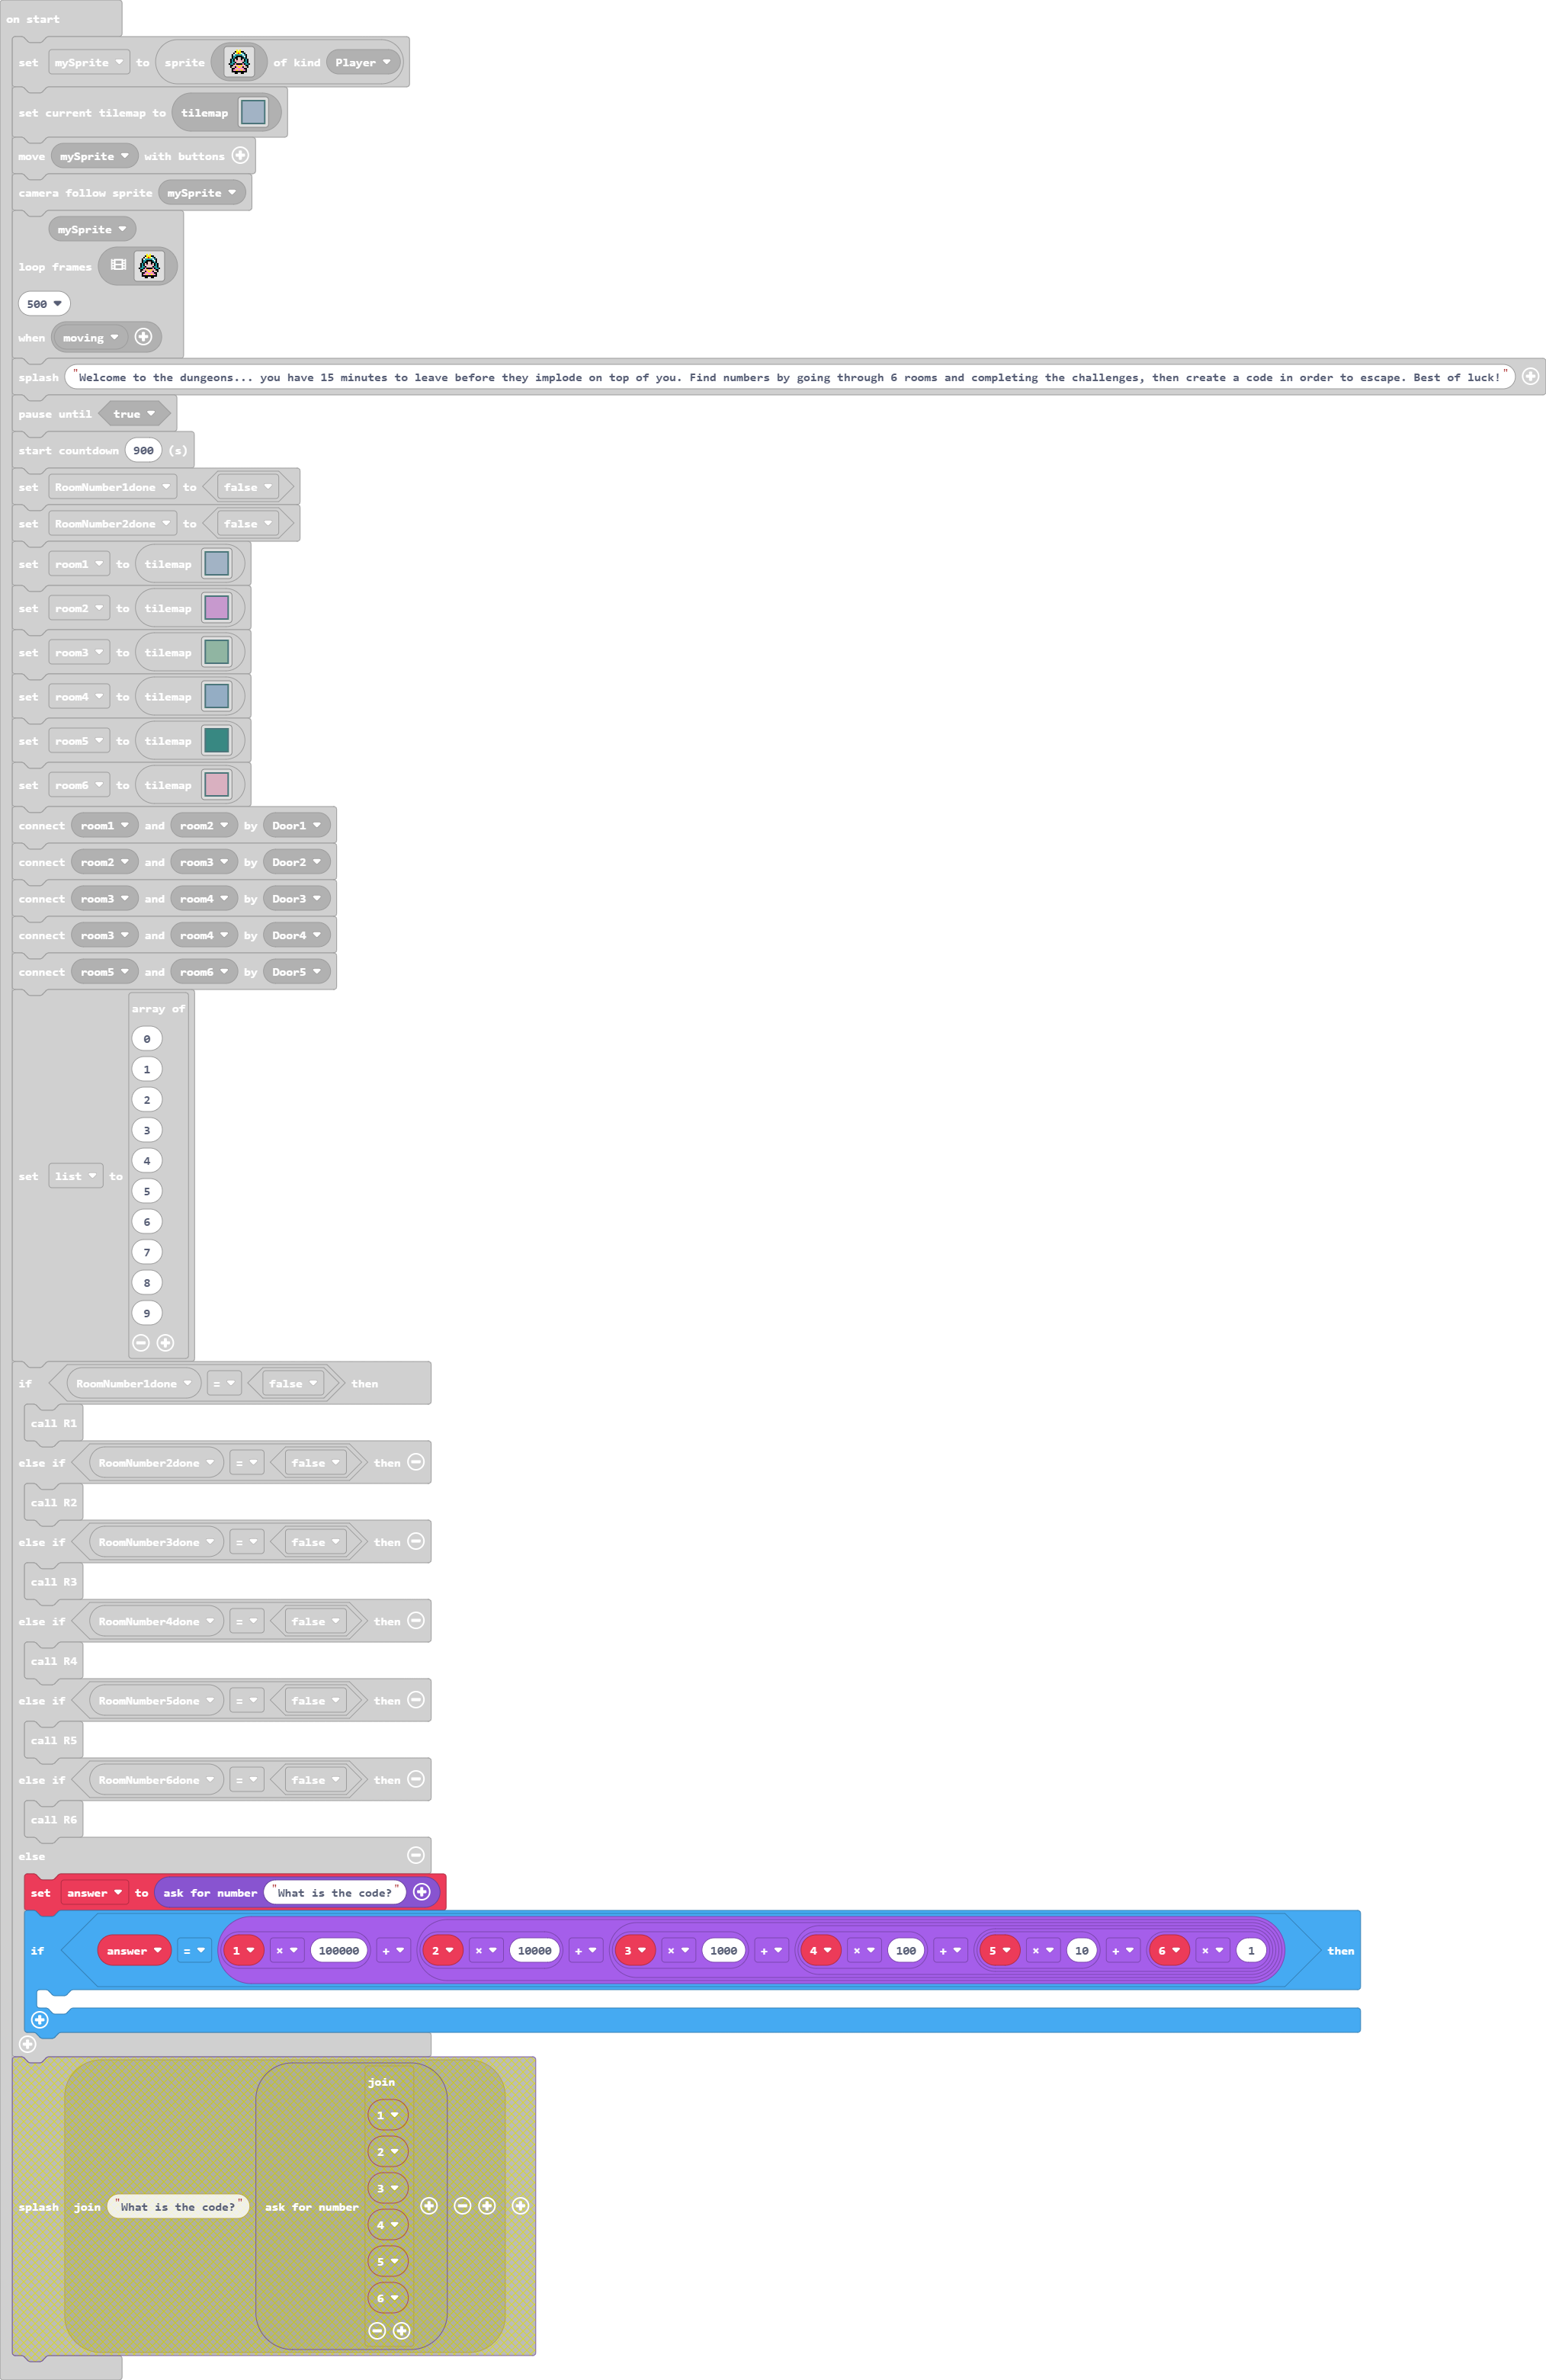 on start
set mySprite to sprite of kind Player
set current tilemap to tilemap
move mySprite with buttons
camera follow sprite mySprite
mySprite
loop frames
500
when moving
splash "Welcome to the dungeons... you have 15 minutes to leave before they implode on top of you. Find numbers by going through 6 rooms and completing the challenges, then create a code in order to escape. Best of luck!"
pause until true
start countdown 900 (s)
set RoomNumber1done to false
set RoomNumber2done to false
set room1 to tilemap
set room2 to tilemap
set room3 to tilemap
set room4 to tilemap
set room5 to tilemap
set room6 to tilemap
connect room1 and room2 by Door1
connect room2 and room3 by Door2
connect room3 and room4 by Door3
connect room3 and room4 by Door4
connect room5 and room6 by Door5
array of
0
1
2
3
4
set list to
5
6
7
8
9
if RoomNumber1done = false then
call R1
else if RoomNumber2done = false then
call R2
else if RoomNumber3done = false then
call R3
else if RoomNumber4done = false then
call R4
else if RoomNumber5done = false then
call R5
else if RoomNumber6done = false then
call R6
else
set answer to ask for number "What is the code?"
if answer = 1 × 100000 + 2 × 10000 + 3 × 1000 + 4 × 100 + 5 × 10 + 6 × 1 then
join
1
2
3
splash join "What is the code?" ask for number
4
5
6